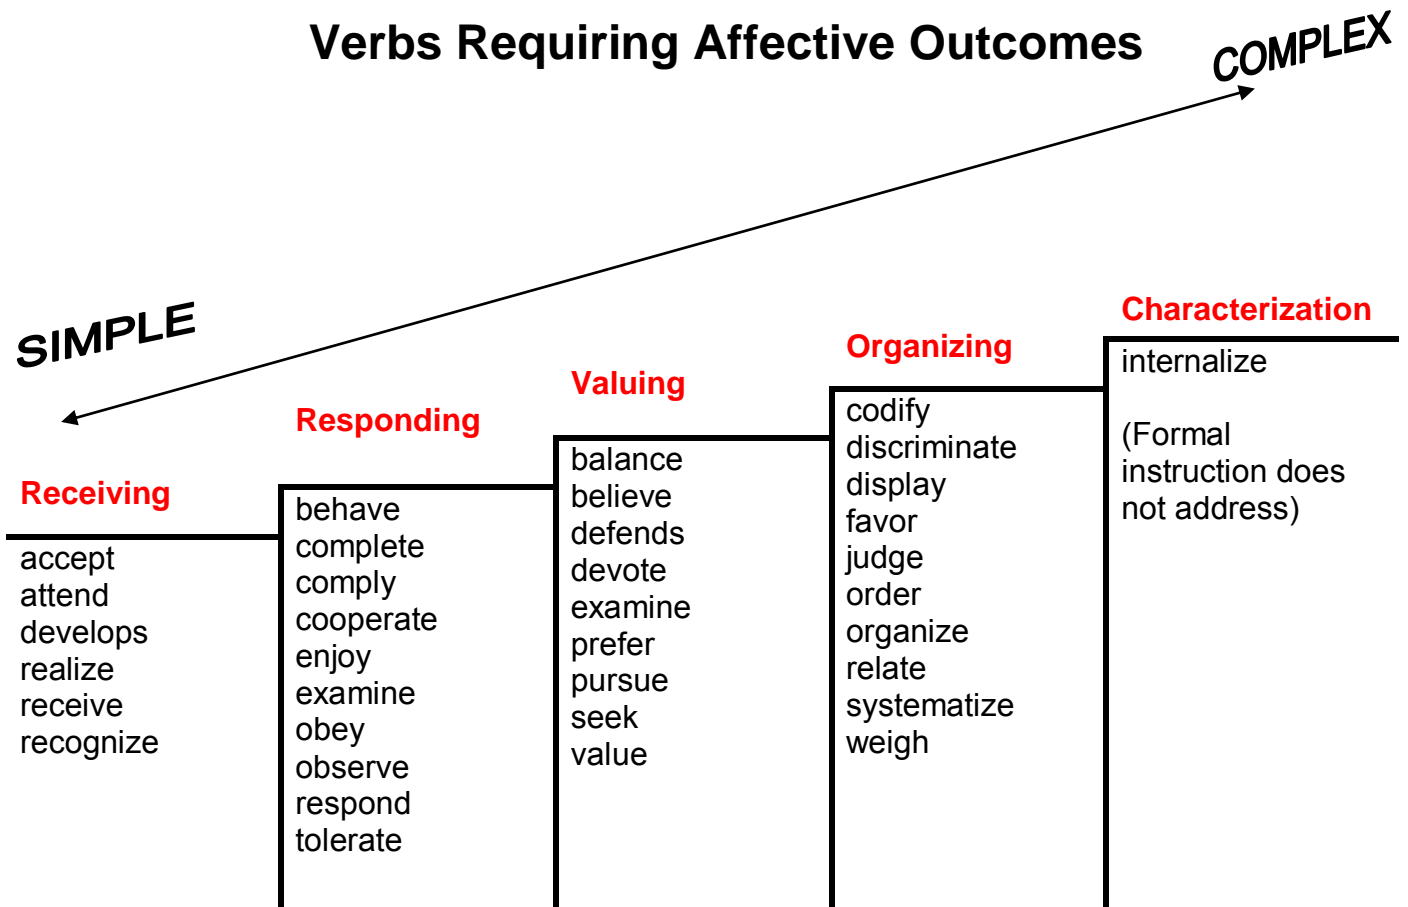 Verbs Requiring Affective Outcomes
COMPLEX
SIMPLE
Receiving
accept
attend
develops
realize
receive
recognize
Responding
behave
complete
comply
cooperate
enjoy
examine
obey
observe
respond
tolerate
Valuing
balance
believe
defends
devote
examine
prefer
pursue
seek
value
Organizing
codify
discriminate
display
favor
judge
order
organize
relate
systematize
weigh
Characterization
internalize
(Formal
instruction does
not address)